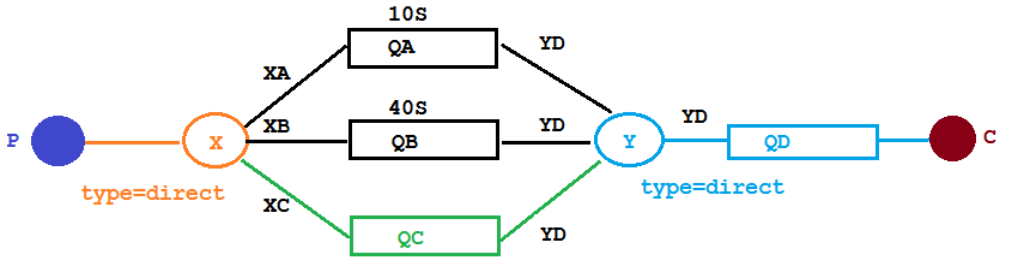 10S
QA
YD
XA
40S
P
X
XB
QB
YD
Y
YD
QD
C
type=direct
type=direct
XC
QC
YD